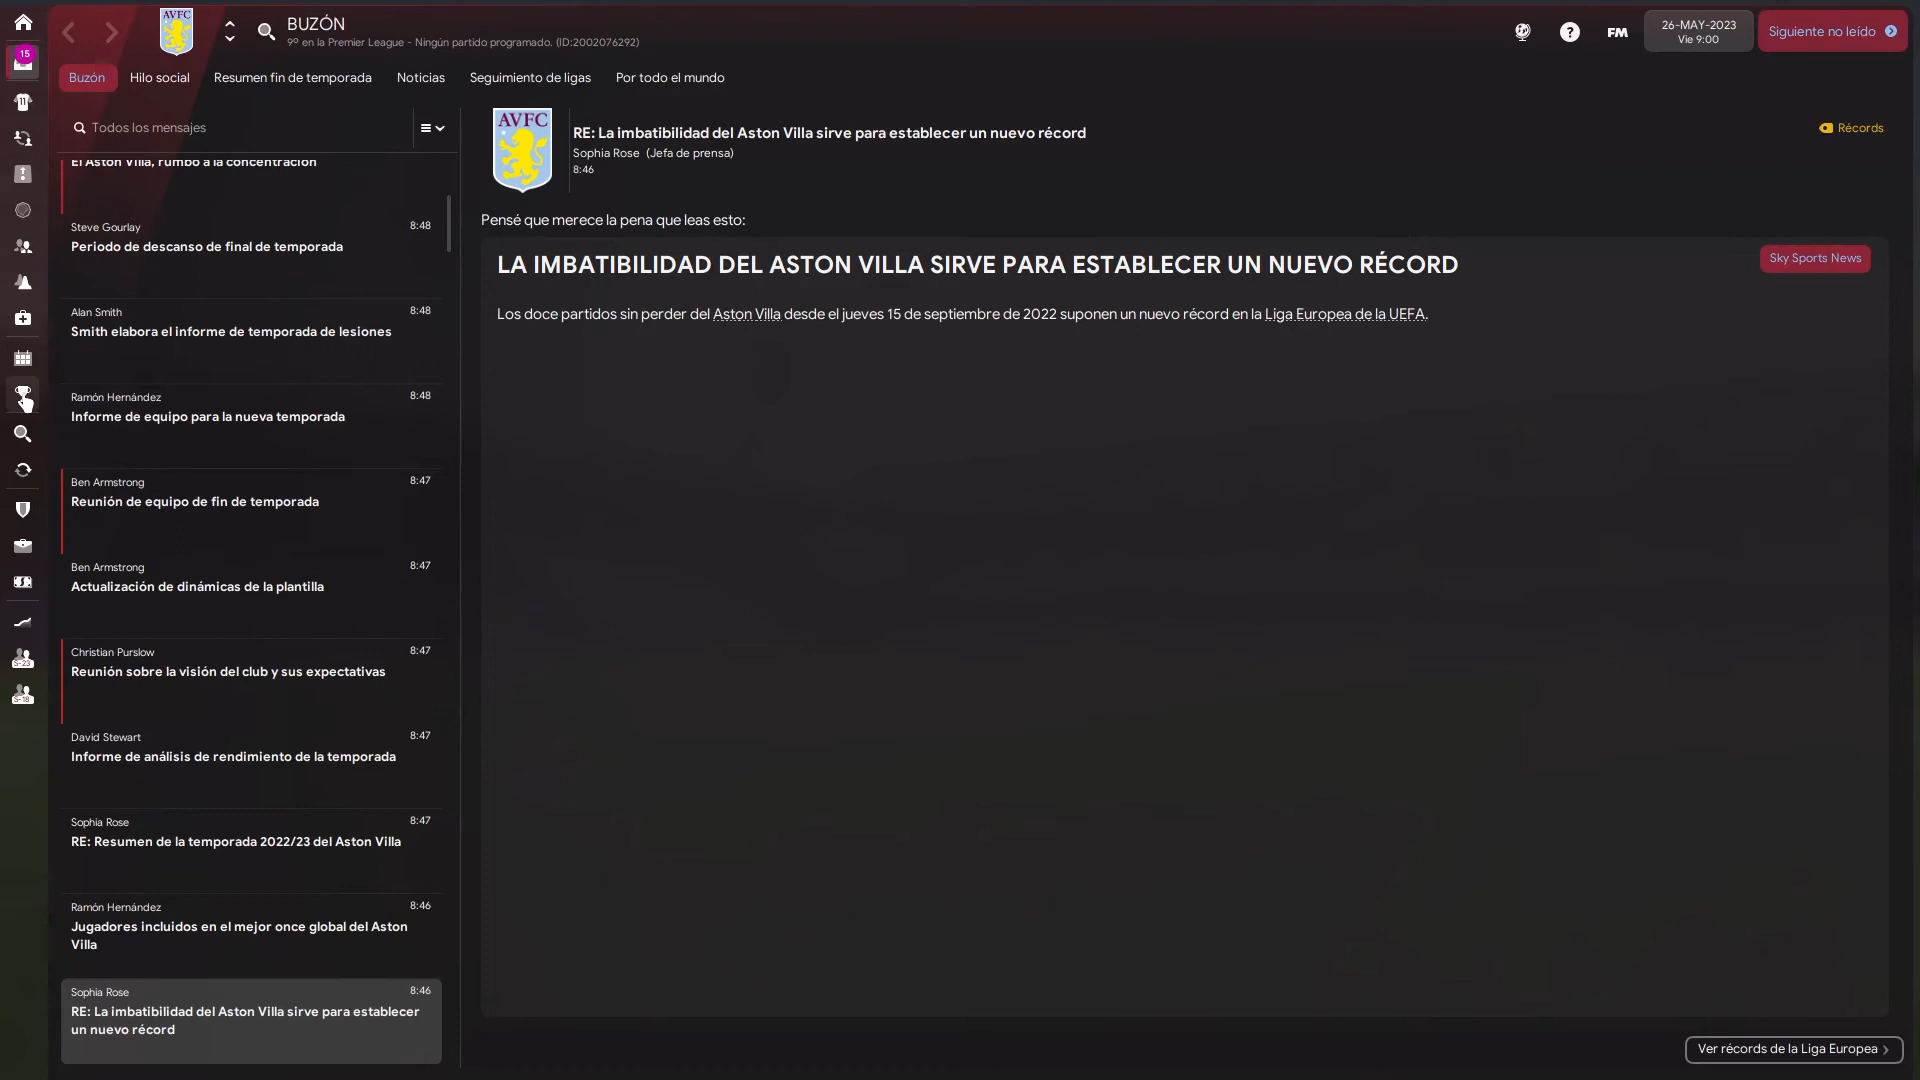 BUZÓN
9º en la Premier League - Ningún partido programado. (ID:2002076292)
FM
26-MAY-2023
Vie 9:00
Siguiente no leído
15
Buzón
Hilo social
Resumen fin de temporada
Noticias
Seguimiento de ligas
Por todo el mundo
Todos los mensajes
El Aston Villa, rumbo a la concentración
Steve Gourlay
8:48
Periodo de descanso de final de temporada
Alan Smith
8:48
Smith elabora el informe de temporada de lesiones
Ramón Hernández
8:48
Informe de equipo para la nueva temporada
Ben Armstrong
8:47
Reunión de equipo de fin de temporada
Ben Armstrong
8:47
Actualización de dinámicas de la plantilla
Christian Purslow
8:47
Reunión sobre la visión del club y sus expectativas
David Stewart
8:47
Informe de análisis de rendimiento de la temporada
Sophia Rose
8:47
RE: Resumen de la temporada 2022/23 del Aston Villa
Ramón Hernández
8:46
Jugadores incluidos en el mejor once global del Aston
Villa
Sophia Rose
8:46
RE: La imbatibilidad del Aston Villa sirve para establecer
un nuevo récord
AVFC
RE: La imbatibilidad del Aston Villa sirve para establecer un nuevo récord
Sophia Rose (Jefa de prensa)
8:46
Récords
Pensé que merece la pena que leas esto:
LA IMBATIBILIDAD DEL ASTON VILLA SIRVE PARA ESTABLECER UN NUEVO RÉCORD
Sky Sports News
Los doce partidos sin perder del Aston Villa desde el jueves 15 de septiembre de 2022 suponen un nuevo récord en la Liga Europea de la UEFA.
Ver récords de la Liga Europea
AVFC
11
S-23
S-18